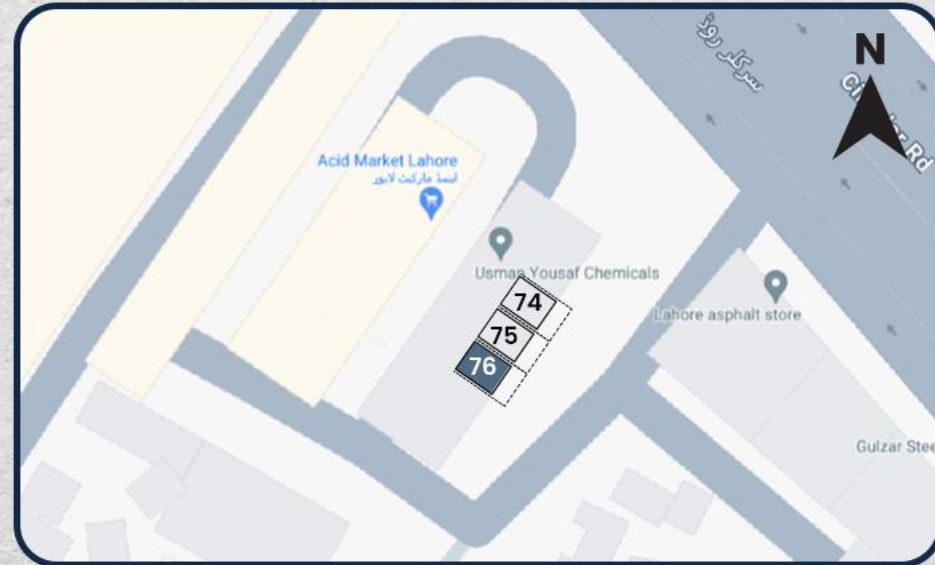 سرکلر روڈ
N
Circular Rd
Acid Market Lahore
ایسڈ مارکیٹ لاہور
Usman Yousaf Chemicals
74
Lahore asphalt store
75
76
Gulzar Stee